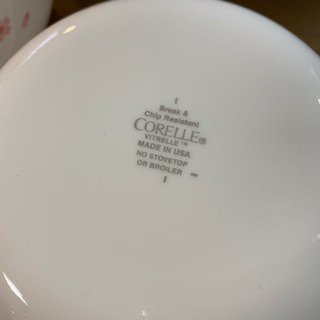 Break &
Chip Resistant
CORELLE®
VITRELLE™
MADE IN USA
NO STOVETOP
OR BROILER